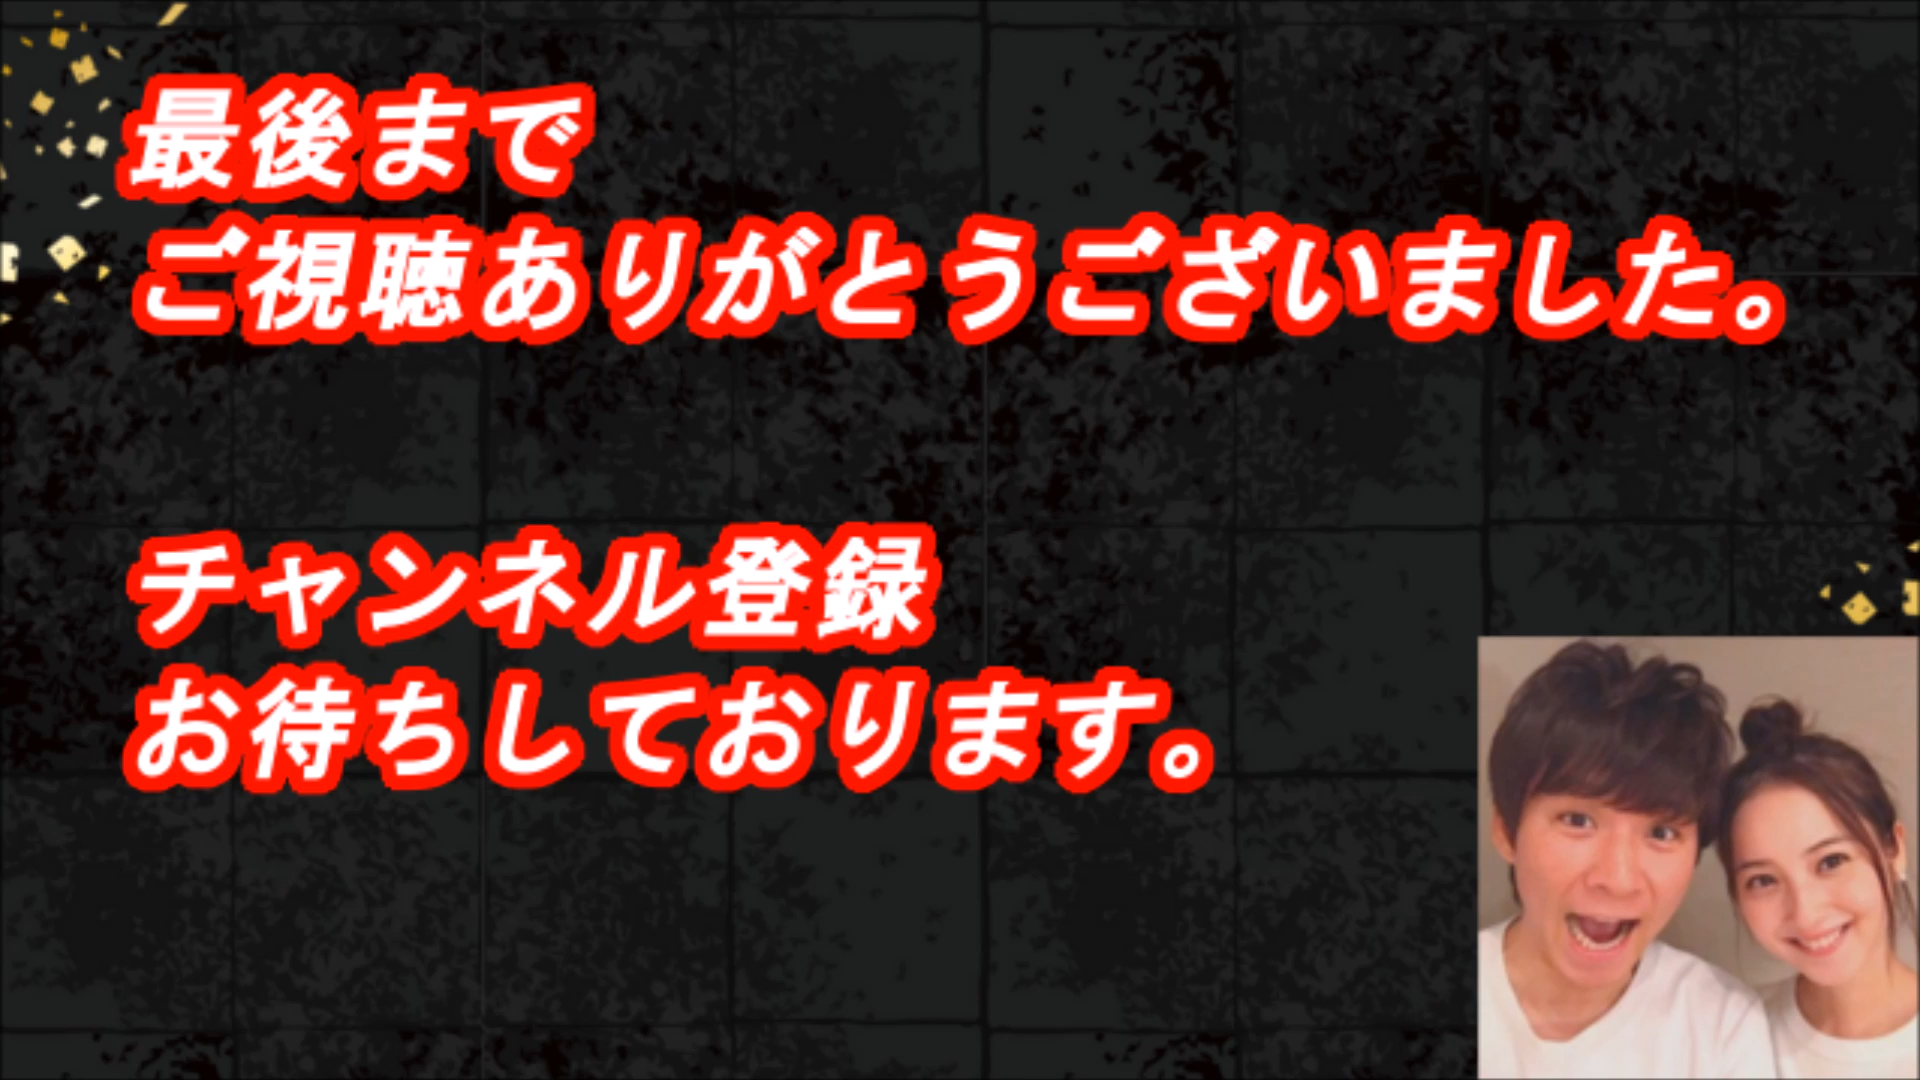 最後まで
ご視聴ありがとうございました。
チャンネル登録
お待ちしております。